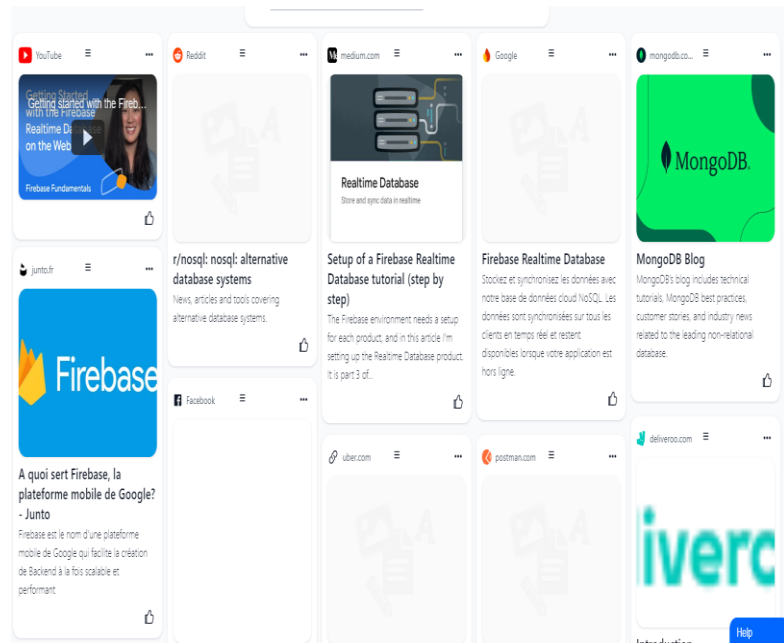 YouTube
Getting Started
with the Firebase
Realtime Database
on the Web
Getting started with the Fireb...
Firebase Fundamentals
junto.fr
Firebase
A quoi sert Firebase, la
plateforme mobile de Google?
- Junto
Firebase est le nom d'une plateforme
mobile de Google qui facilite la création
de Backend à la fois scalable et
performant
Reddit
r/nosql: nosql: alternative
database systems
News, articles and tools covering
alternative database systems.
Facebook
medium.com
Realtime Database
Store and sync data in realtime
Setup of a Firebase Realtime
Database tutorial (step by
step)
The Firebase environment needs a setup
for each product, and in this article I'm
setting up the Realtime Database product.
It is part 3 of...
uber.com
Google
Firebase Realtime Database
Stockez et synchronisez les données avec
notre base de données cloud NoSQL. Les
données sont synchronisées sur tous les
clients en temps réel et restent
disponibles lorsque votre application est
hors ligne.
postman.com
mongodb.co...
MongoDB.
MongoDB Blog
MongoDB's blog includes technical
tutorials, MongoDB best practices,
customer stories, and industry news
related to the leading non-relational
database.
deliveroo.com
liverc
Introduction
Help